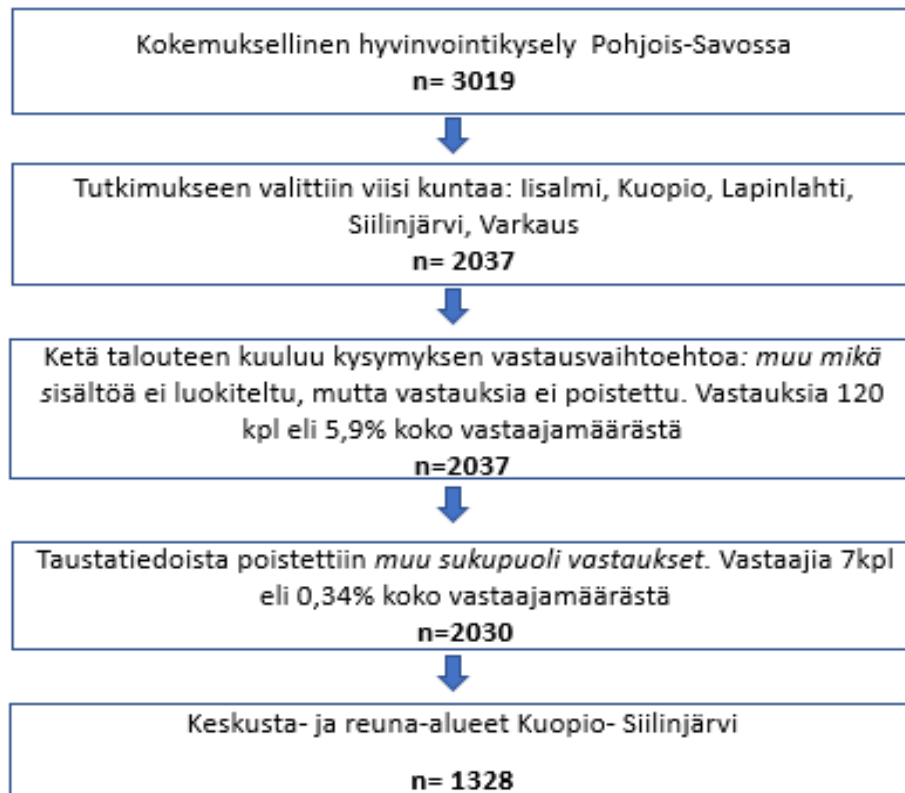 Kokemuksellinen hyvinvointikysely Pohjois-Savossa
n= 3019
Tutkimukseen valittiin viisi kuntaa: Iisalmi, Kuopio, Lapinlahti,
Siilinjärvi, Varkaus
n= 2037
Ketä talouteen kuuluu kysymyksen vastausvaihtoehtoa: muu mikä
sisältöä ei luokiteltu, mutta vastauksia ei poistettu. Vastauksia 120
kpl eli 5,9% koko vastaajamäärästä
n=2037
Taustatiedoista poistettiin muu sukupuoli vastaukset. Vastaajia 7kpl
eli 0,34% koko vastaajamäärästä
n=2030
Keskusta- ja reuna-alueet Kuopio- Siilinjärvi
n= 1328